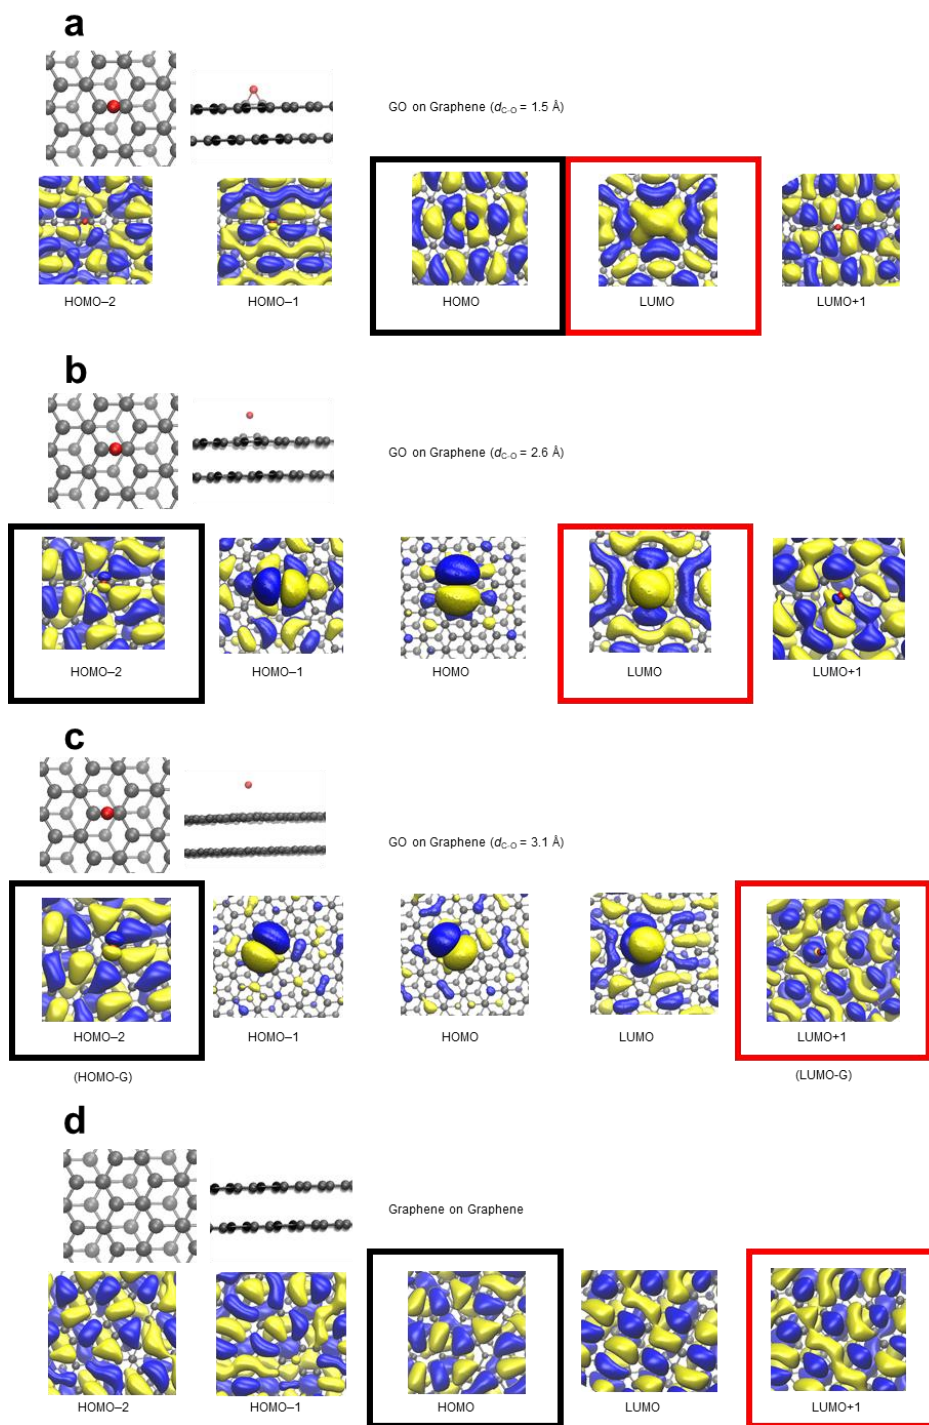 a
GO on Graphene (dC-O = 1.5 Å)
HOMO–2 HOMO–1 HOMO LUMO LUMO+1
b
GO on Graphene (dC-O = 2.6 Å)
HOMO–2 HOMO–1 HOMO LUMO LUMO+1
c
GO on Graphene (dC-O = 3.1 Å)
HOMO–2 HOMO–1 HOMO LUMO LUMO+1
(HOMO-G) (LUMO-G)
d
Graphene on Graphene
HOMO–2 HOMO–1 HOMO LUMO LUMO+1